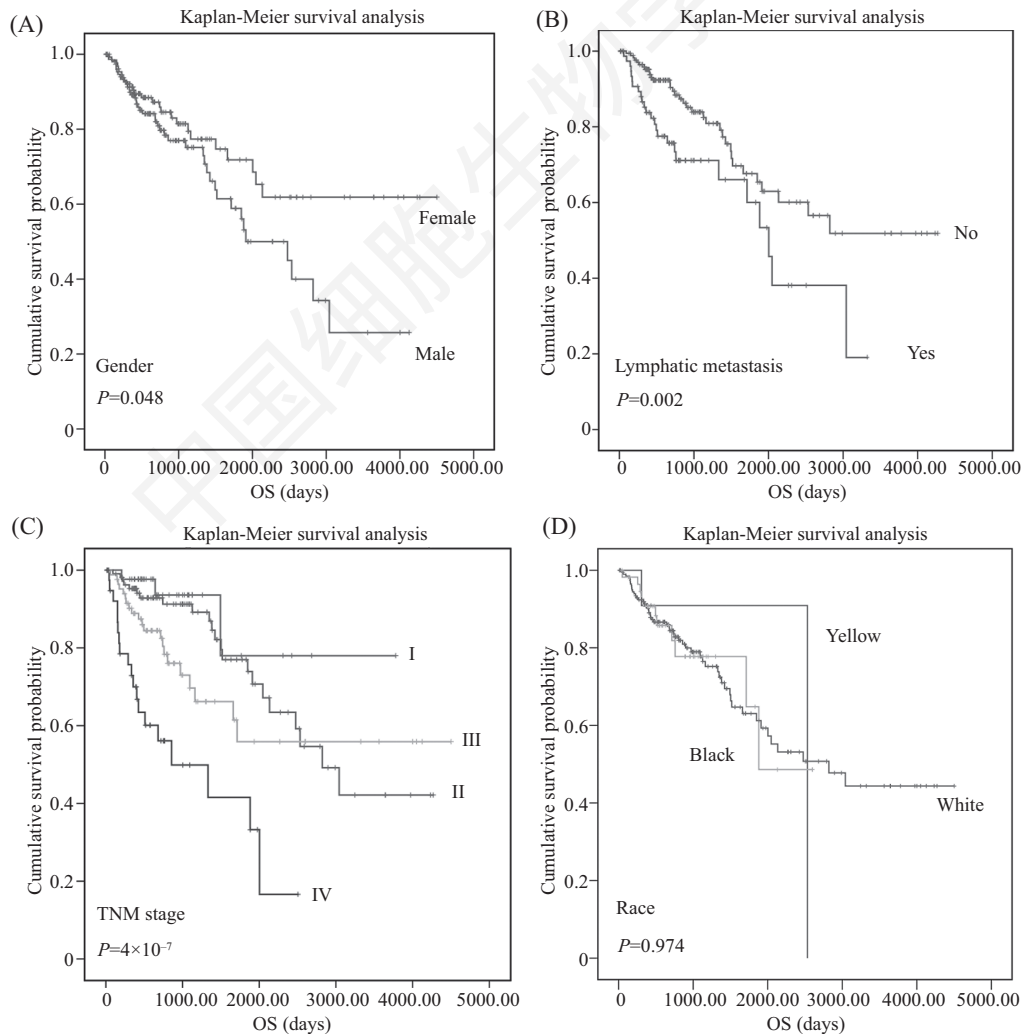 (A)
Kaplan-Meier survival analysis
Cumulative survival probability
1.0
0.8
0.6
0.4
0.2
0
Female
Male
Gender
P=0.048
0 1000.00 2000.00 3000.00 4000.00 5000.00
OS (days)
(B)
Kaplan-Meier survival analysis
Cumulative survival probability
1.0
0.8
0.6
0.4
0.2
0
No
Yes
Lymphatic metastasis
P=0.002
0 1000.00 2000.00 3000.00 4000.00 5000.00
OS (days)
(C)
Kaplan-Meier survival analysis
Cumulative survival probability
1.0
0.8
0.6
0.4
0.2
0
I
III
II
IV
TNM stage
P=4×10⁻⁷
0 1000.00 2000.00 3000.00 4000.00 5000.00
OS (days)
(D)
Kaplan-Meier survival analysis
Cumulative survival probability
1.0
0.8
0.6
0.4
0.2
0
Yellow
Black
White
Race
P=0.974
0 1000.00 2000.00 3000.00 4000.00 5000.00
OS (days)
中国细胞生物学